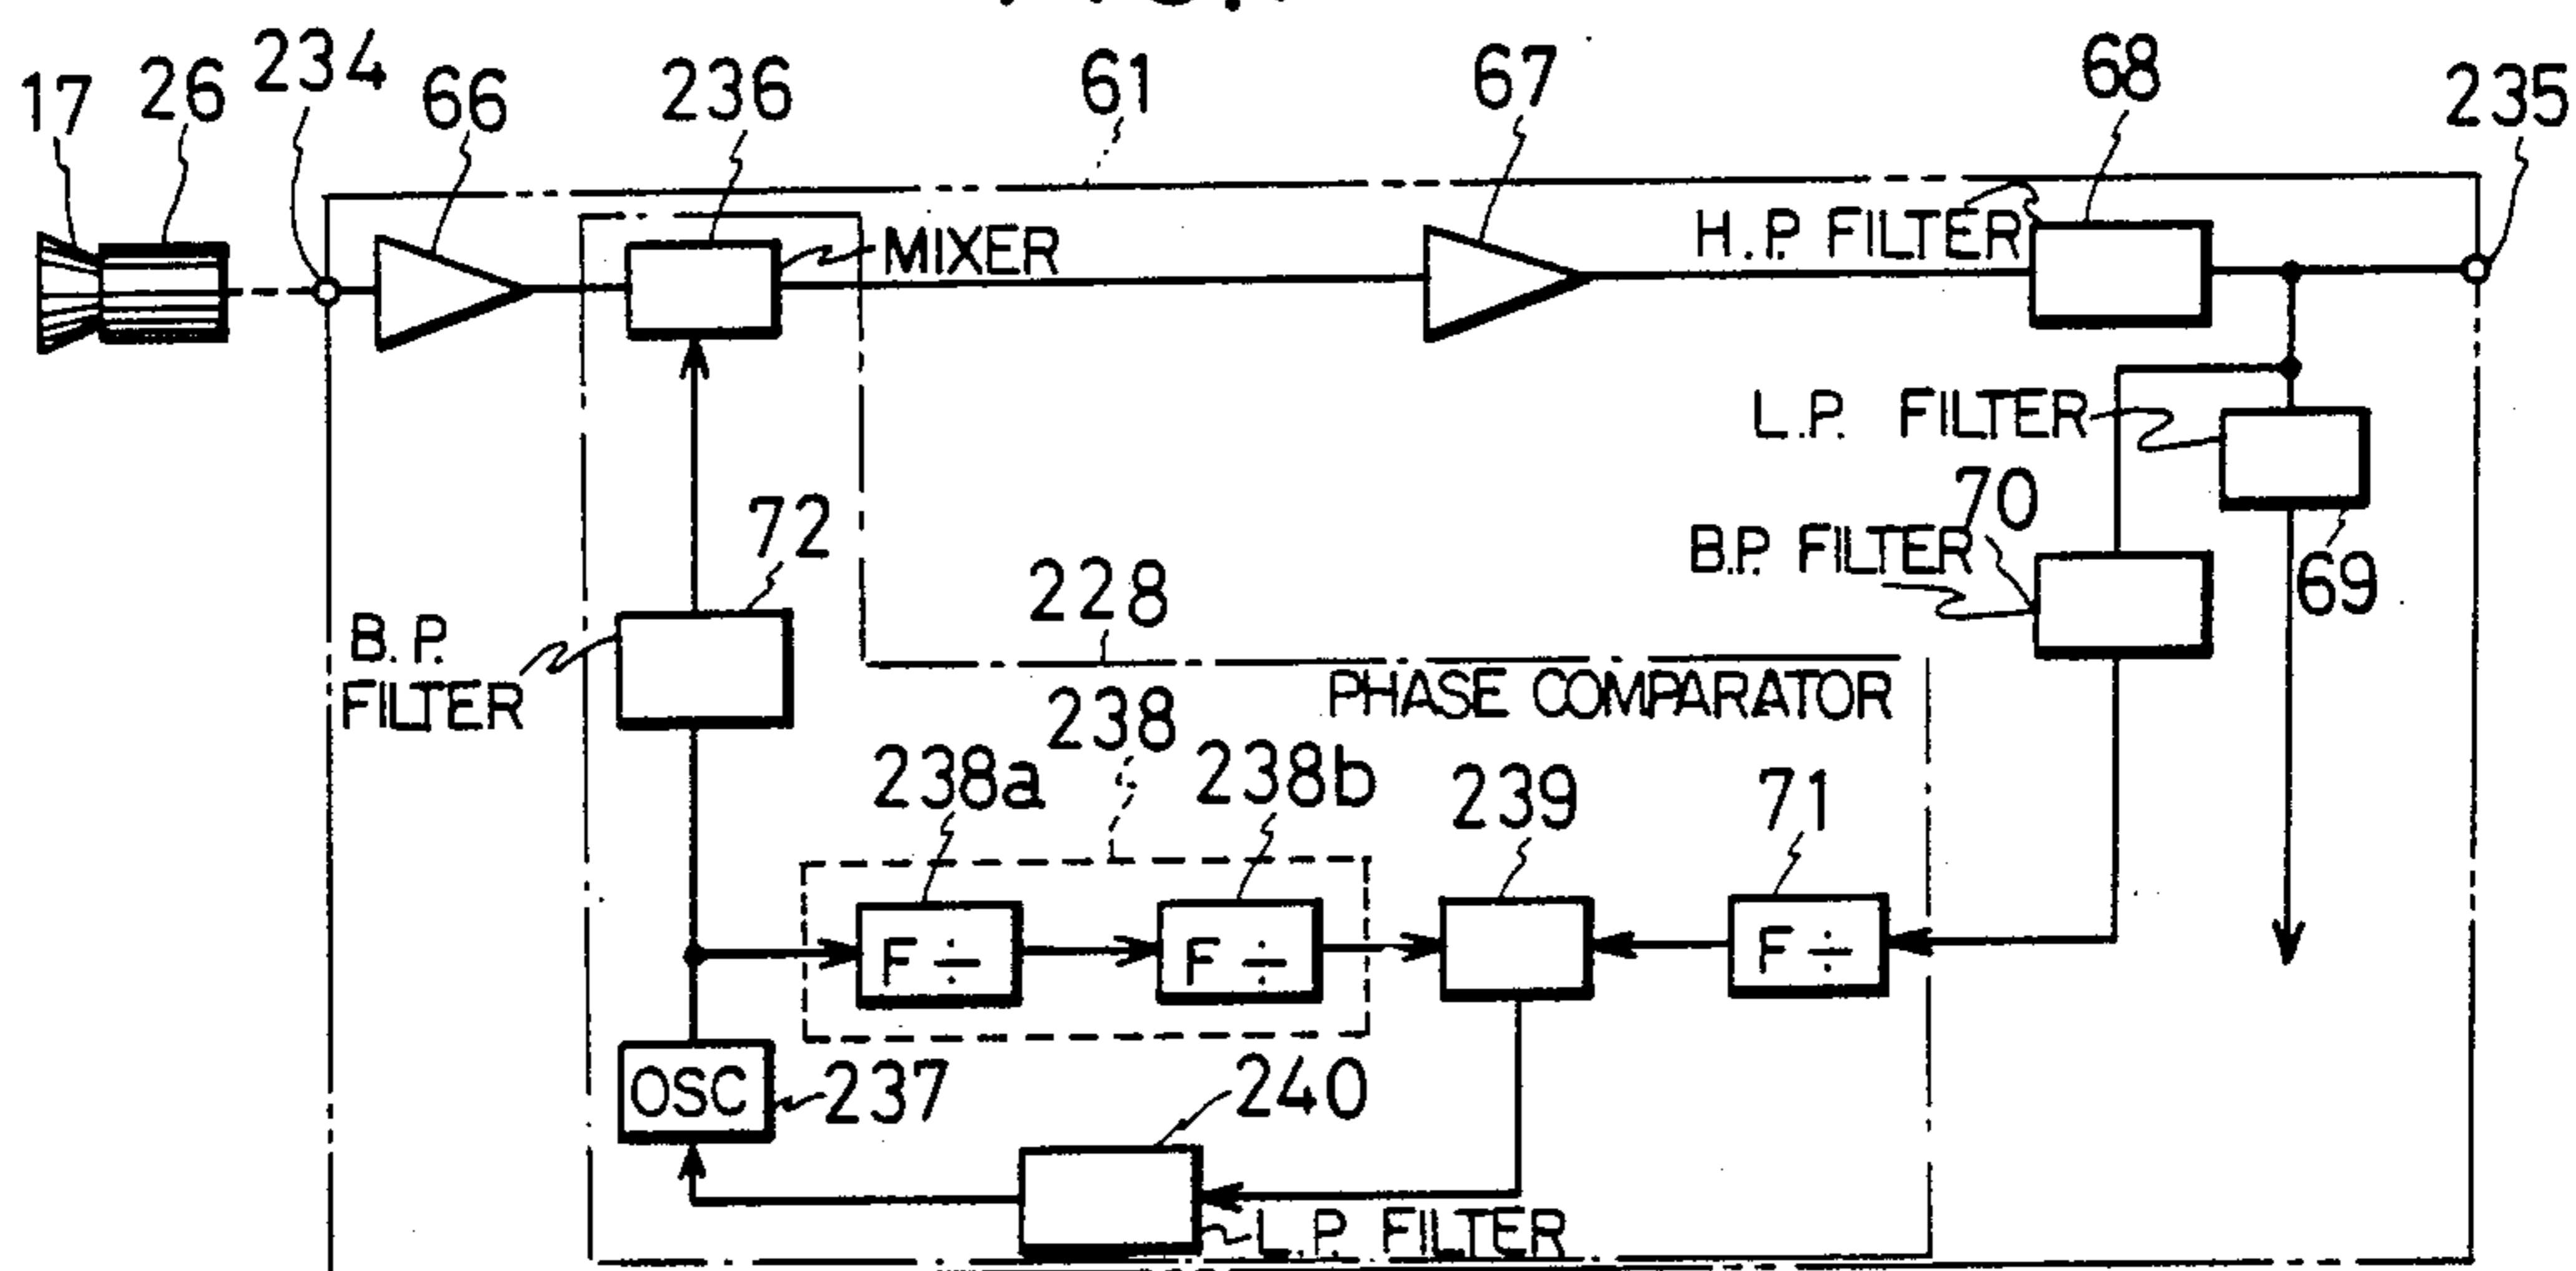 17
26
234
66
236
61
67
68
235
MIXER
H.P. FILTER
L.P. FILTER
70
B.P. FILTER
69
72
B.P.
FILTER
228
PHASE COMPARATOR
238
238a
238b
239
71
F ÷
F ÷
F ÷
OSC
237
240
L.P. FILTER